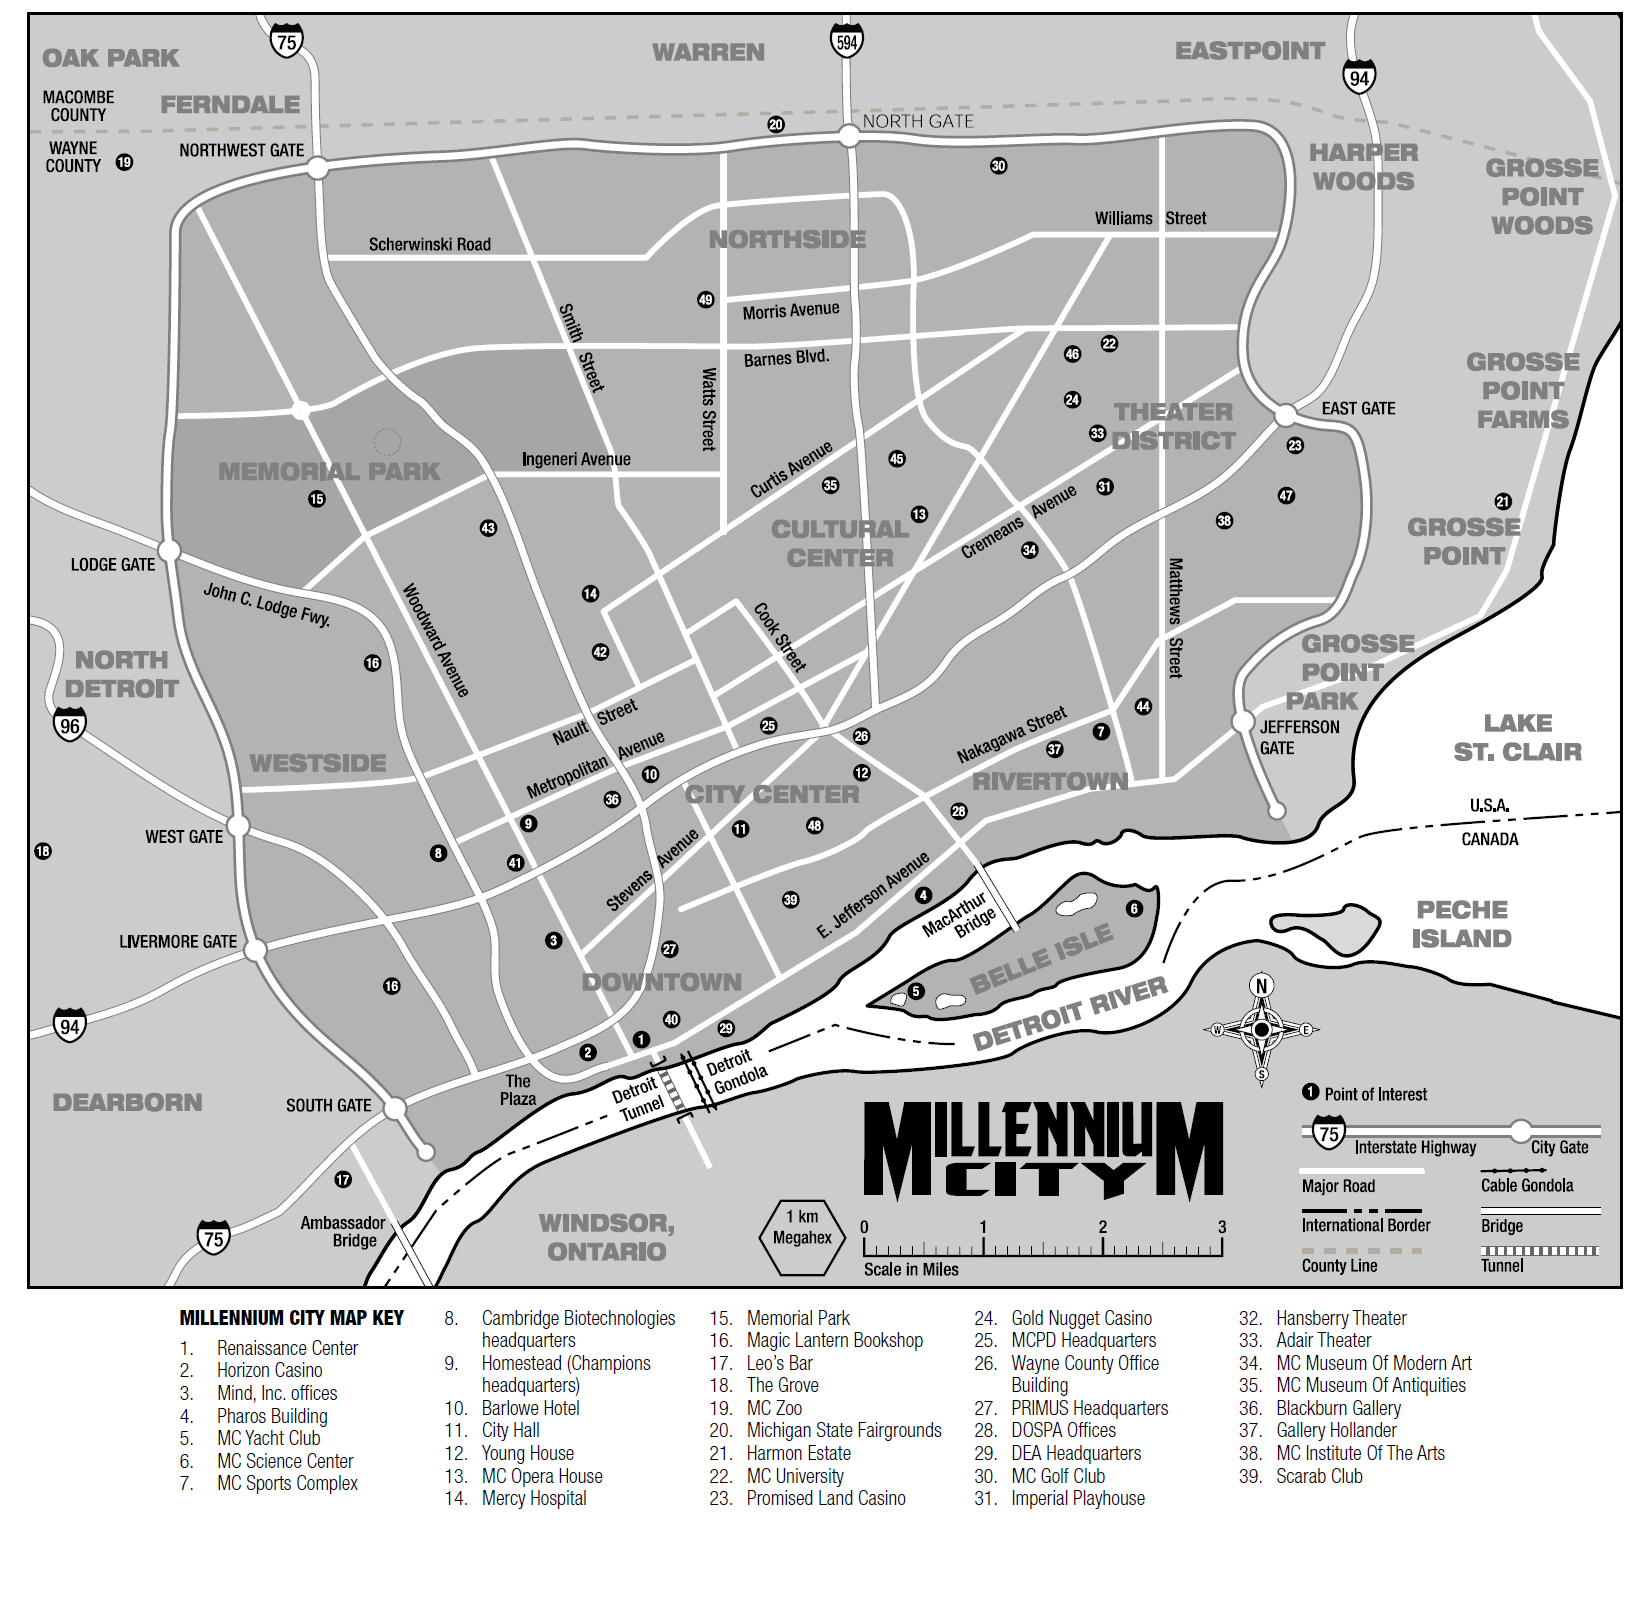 75
594
94
OAK PARK
WARREN
EASTPOINT
MACOMBE
COUNTY
FERNDALE
20
NORTH GATE
WAYNE
COUNTY
19
NORTHWEST GATE
30
HARPER
WOODS
GROSSE
POINT
WOODS
Scherwinski Road
NORTHSIDE
Williams Street
49
Morris Avenue
Smith Street
Barnes Blvd.
46
22
Watts Street
24
GROSSE
POINT
FARMS
THEATER
DISTRICT
EAST GATE
33
23
MEMORIAL PARK
15
Ingeneri Avenue
Curtis Avenue
45
35
31
47
21
43
13
38
CULTURAL
CENTER
Cremeans Avenue
34
GROSSE
POINT
LODGE GATE
John C. Lodge Fwy.
Woodward Avenue
14
Cook Street
Matthews Street
42
16
NORTH
DETROIT
96
GROSSE
POINT
PARK
Nault Street
25
26
Nakagawa Street
44
7
37
JEFFERSON
GATE
LAKE
ST. CLAIR
WESTSIDE
Metropolitan Avenue
10
12
36
CITY CENTER
RIVERTOWN
U.S.A.
CANADA
WEST GATE
9
11
48
28
18
8
41
Stevens Avenue
39
E. Jefferson Avenue
4
MacArthur
Bridge
6
PECHE
ISLAND
LIVERMORE GATE
3
27
DOWNTOWN
BELLE ISLE
5
16
DETROIT RIVER
N
W
E
S
94
40
29
1
2
The
Plaza
Detroit
Tunnel
Detroit
Gondola
DEARBORN
SOUTH GATE
17
75
Ambassador
Bridge
WINDSOR,
ONTARIO
1 km
Megahex
MILLENNIUM
CITY
0 1 2 3
Scale in Miles
1 Point of Interest
75
Interstate Highway
City Gate
Major Road
Cable Gondola
International Border
Bridge
County Line
Tunnel
MILLENNIUM CITY MAP KEY
1. Renaissance Center
2. Horizon Casino
3. Mind, Inc. offices
4. Pharos Building
5. MC Yacht Club
6. MC Science Center
7. MC Sports Complex
8. Cambridge Biotechnologies
headquarters
9. Homestead (Champions
headquarters)
10. Barlowe Hotel
11. City Hall
12. Young House
13. MC Opera House
14. Mercy Hospital
15. Memorial Park
16. Magic Lantern Bookshop
17. Leo's Bar
18. The Grove
19. MC Zoo
20. Michigan State Fairgrounds
21. Harmon Estate
22. MC University
23. Promised Land Casino
24. Gold Nugget Casino
25. MCPD Headquarters
26. Wayne County Office
Building
27. PRIMUS Headquarters
28. DOSPA Offices
29. DEA Headquarters
30. MC Golf Club
31. Imperial Playhouse
32. Hansberry Theater
33. Adair Theater
34. MC Museum Of Modern Art
35. MC Museum Of Antiquities
36. Blackburn Gallery
37. Gallery Hollander
38. MC Institute Of The Arts
39. Scarab Club